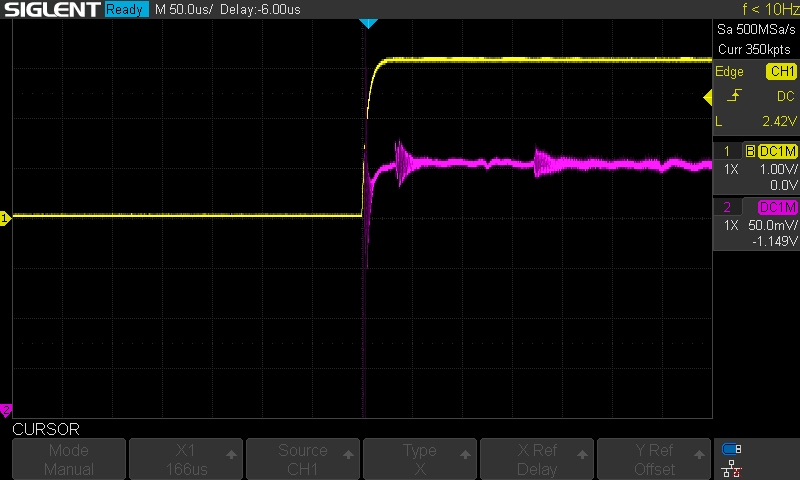 SIGLENT Ready M 50.0us/ Delay:-6.00us f < 10Hz
Sa 500MSa/s
Curr 350kpts
Edge CH1
DC
L 2.42V
1 B DC1M
1X 1.00V/
0.0V
2 DC1M
1X 50.0mV/
-1.149V
1
2
CURSOR
Mode
Manual
X1
166us
Source
CH1
Type
X
X Ref
Delay
Y Ref
Offset